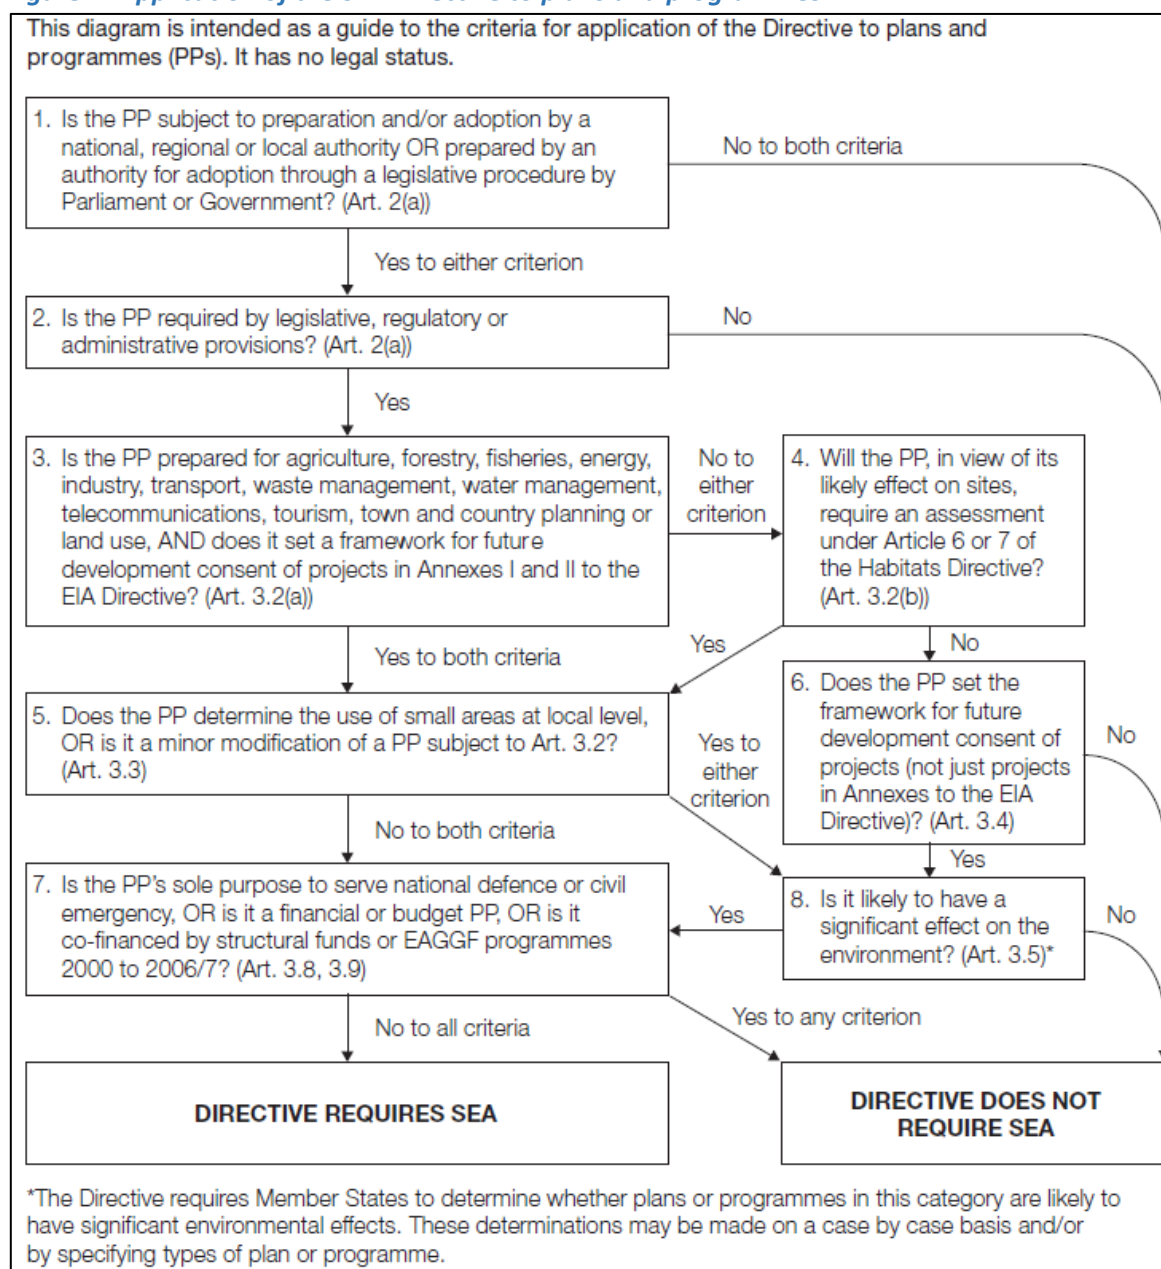 This diagram is intended as a guide to the criteria for application of the Directive to plans and
programmes (PPs). It has no legal status.
1. Is the PP subject to preparation and/or adoption by a
national, regional or local authority OR prepared by an
authority for adoption through a legislative procedure by
Parliament or Government? (Art. 2(a))
No to both criteria
Yes to either criterion
2. Is the PP required by legislative, regulatory or
administrative provisions? (Art. 2(a))
No
Yes
3. Is the PP prepared for agriculture, forestry, fisheries, energy,
industry, transport, waste management, water management,
telecommunications, tourism, town and country planning or
land use, AND does it set a framework for future
development consent of projects in Annexes I and II to the
EIA Directive? (Art. 3.2(a))
No to
either
criterion
4. Will the PP, in view of its
likely effect on sites,
require an assessment
under Article 6 or 7 of
the Habitats Directive?
(Art. 3.2(b))
Yes to both criteria
Yes
No
5. Does the PP determine the use of small areas at local level,
OR is it a minor modification of a PP subject to Art. 3.2?
(Art. 3.3)
Yes to
either
criterion
6. Does the PP set the
framework for future
development consent of
projects (not just projects
in Annexes to the EIA
Directive)? (Art. 3.4)
No
No to both criteria
Yes
7. Is the PP's sole purpose to serve national defence or civil
emergency, OR is it a financial or budget PP, OR is it
co-financed by structural funds or EAGGF programmes
2000 to 2006/7? (Art. 3.8, 3.9)
Yes
8. Is it likely to have a
significant effect on the
environment? (Art. 3.5)*
No
No to all criteria
Yes to any criterion
DIRECTIVE REQUIRES SEA
DIRECTIVE DOES NOT
REQUIRE SEA
*The Directive requires Member States to determine whether plans or programmes in this category are likely to
have significant environmental effects. These determinations may be made on a case by case basis and/or
by specifying types of plan or programme.